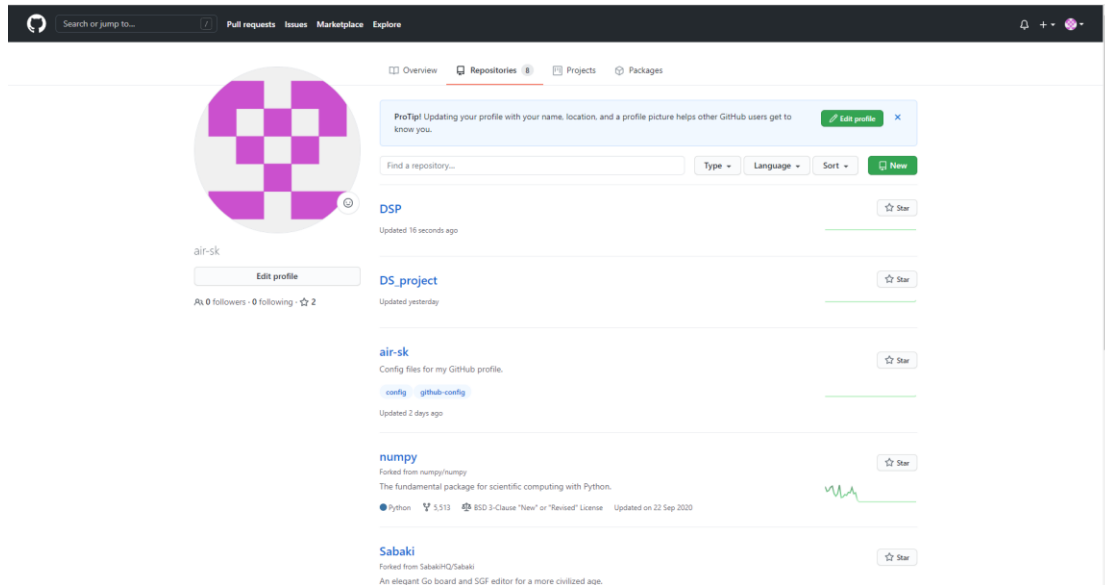 Search or jump to... /
Pull requests Issues Marketplace Explore
Overview Repositories 8 Projects Packages
ProTip! Updating your profile with your name, location, and a profile picture helps other GitHub users get to
know you.
Edit profile
Find a repository...
Type Language Sort New
air-sk
Edit profile
0 followers · 0 following · 2
DSP
Star
Updated 16 seconds ago
DS_project
Star
Updated yesterday
air-sk
Star
Config files for my GitHub profile.
config github-config
Updated 2 days ago
numpy
Star
Forked from numpy/numpy
The fundamental package for scientific computing with Python.
Python 5,513 BSD 3-Clause "New" or "Revised" License Updated on 22 Sep 2020
Sabaki
Star
Forked from SabakiHQ/Sabaki
An elegant Go board and SGF editor for a more civilized age.